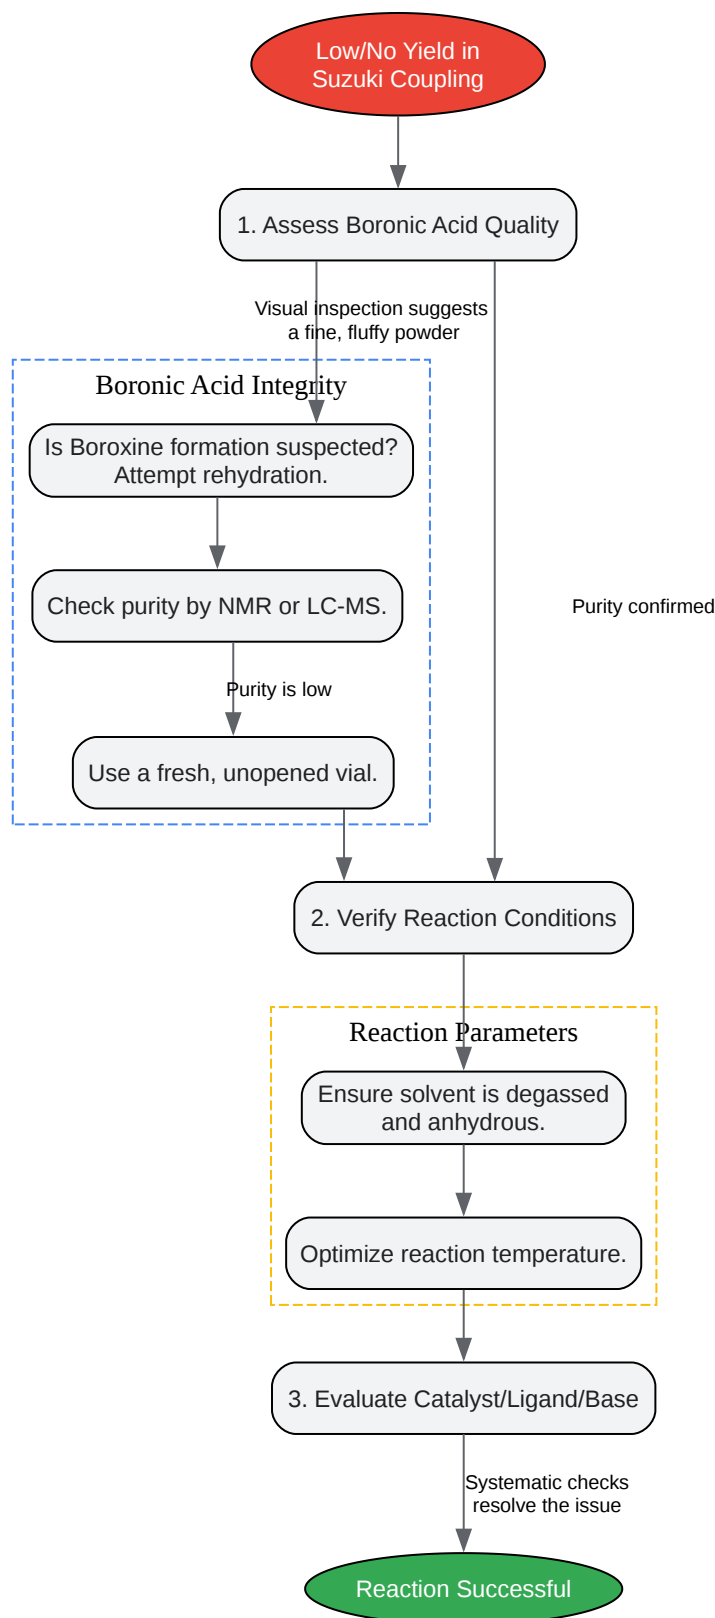 Low/No Yield in
Suzuki Coupling
1. Assess Boronic Acid Quality
Visual inspection suggests
a fine, fluffy powder
Boronic Acid Integrity
Is Boroxine formation suspected?
Attempt rehydration.
Check purity by NMR or LC-MS.
Purity confirmed
Purity is low
Use a fresh, unopened vial.
2. Verify Reaction Conditions
Reaction Parameters
Ensure solvent is degassed
and anhydrous.
Optimize reaction temperature.
3. Evaluate Catalyst/Ligand/Base
Systematic checks
resolve the issue
Reaction Successful